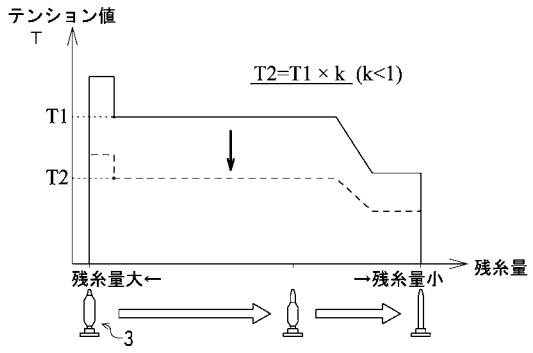 テンション値
T
T2=T1 × k (k<1)
T1
T2
残糸量大← →残糸量小
残糸量
3